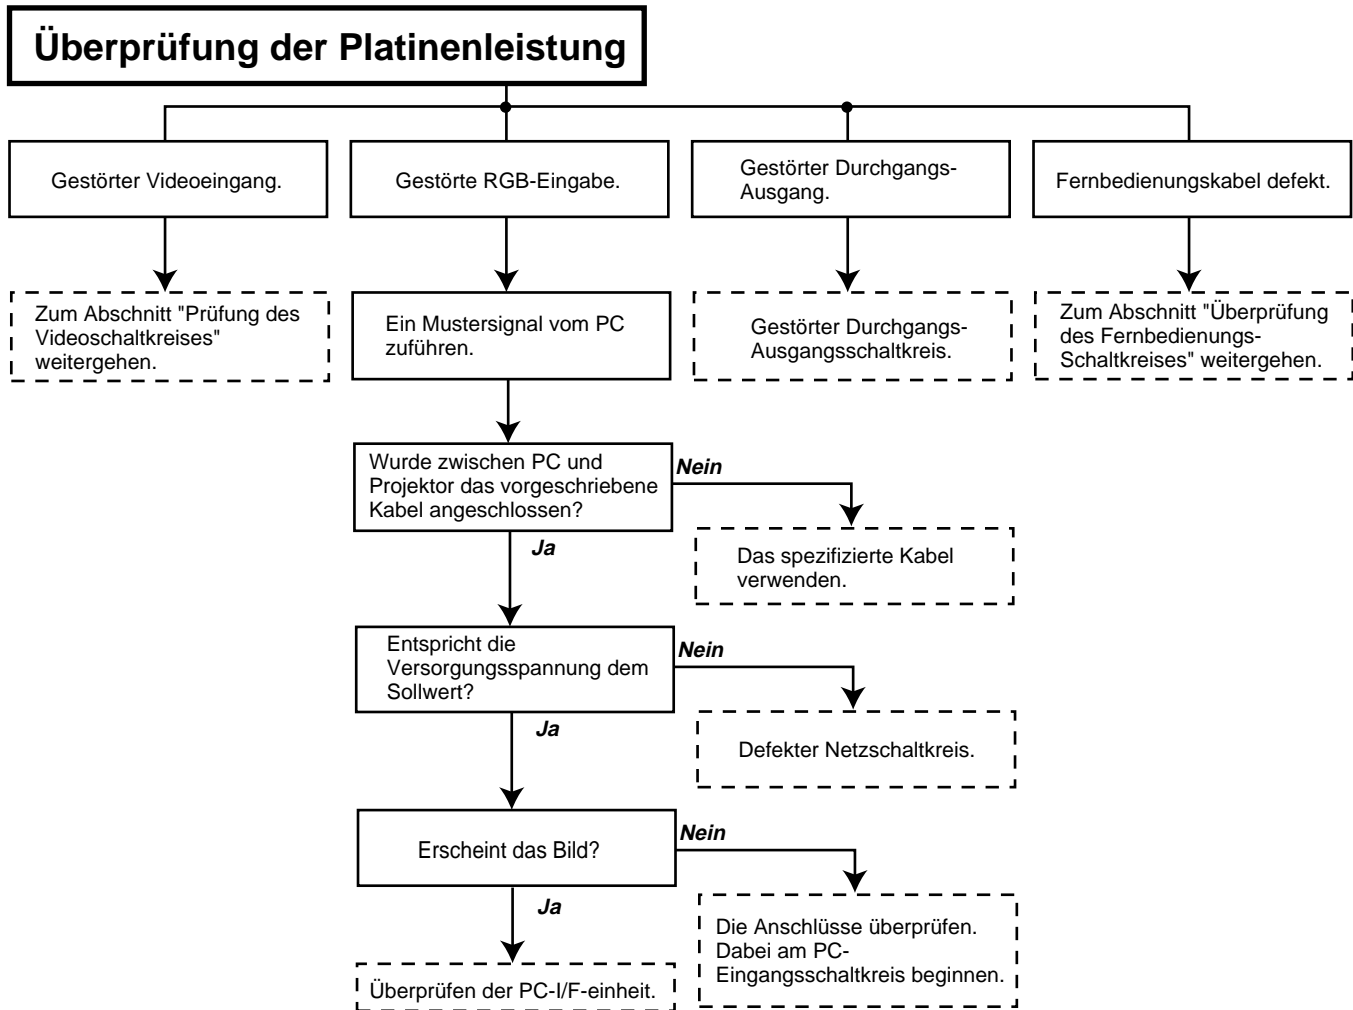 Überprüfung der Platinenleistung
Gestörter Videoeingang.
Gestörte RGB-Eingabe.
Gestörter Durchgangs-
Ausgang.
Fernbedienungskabel defekt.
Zum Abschnitt "Prüfung des
Videoschaltkreises"
weitergehen.
Ein Mustersignal vom PC
zuführen.
Gestörter Durchgangs-
Ausgangsschaltkreis.
Zum Abschnitt "Überprüfung
des Fernbedienungs-
Schaltkreises" weitergehen.
Wurde zwischen PC und
Projektor das vorgeschriebene
Kabel angeschlossen?
Nein
Ja
Das spezifizierte Kabel
verwenden.
Entspricht die
Versorgungsspannung dem
Sollwert?
Nein
Ja
Defekter Netzschaltkreis.
Erscheint das Bild?
Nein
Ja
Die Anschlüsse überprüfen.
Dabei am PC-
Eingangsschaltkreis beginnen.
Überprüfen der PC-I/F-einheit.